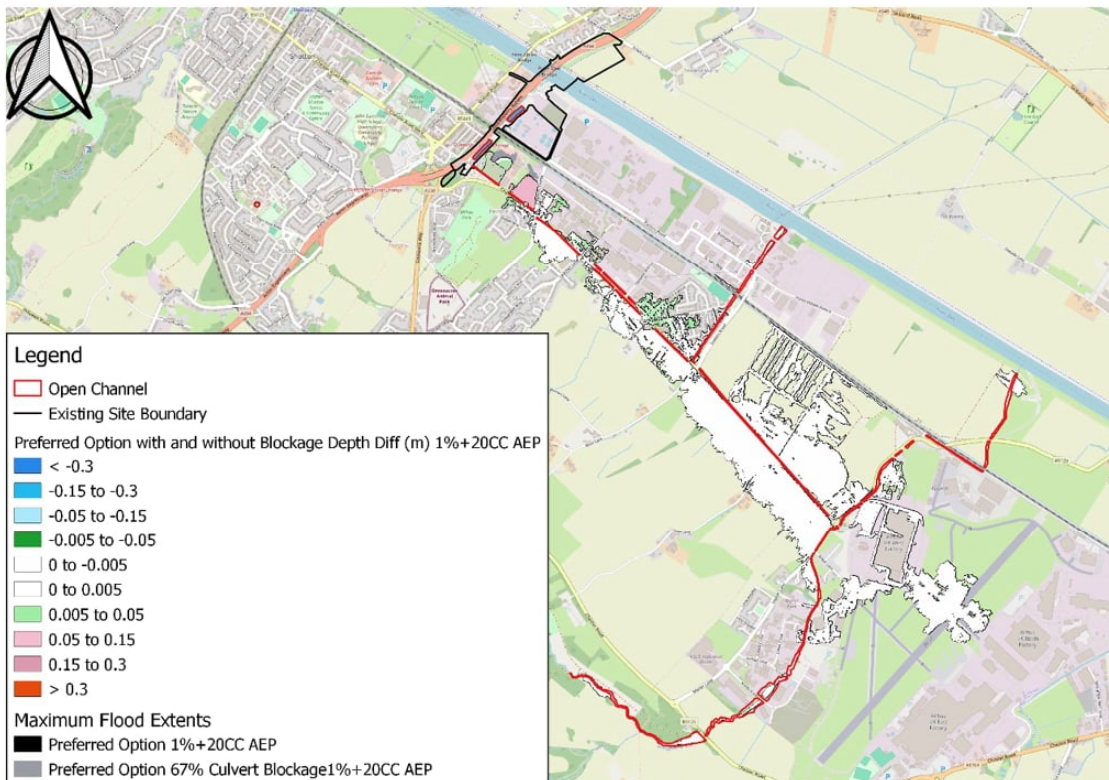 Legend
Open Channel
Existing Site Boundary
Preferred Option with and without Blockage Depth Diff (m) 1%+20CC AEP
< -0.3
-0.15 to -0.3
-0.05 to -0.15
-0.005 to -0.05
0 to -0.005
0 to 0.005
0.005 to 0.05
0.05 to 0.15
0.15 to 0.3
> 0.3
Maximum Flood Extents
Preferred Option 1%+20CC AEP
Preferred Option 67% Culvert Blockage1%+20CC AEP